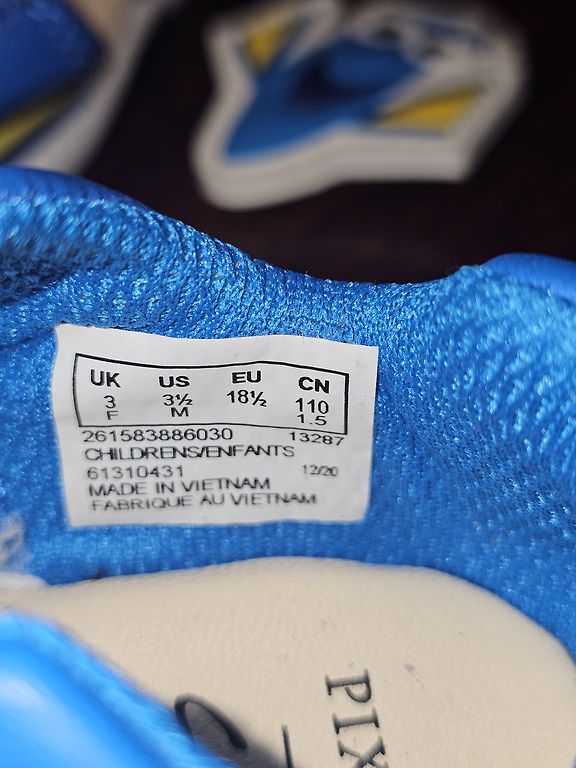 UK US EU CN
3 3½ 18½ 110
F M 1.5
261583886030 13287
CHILDRENS/ENFANTS
61310431 12/20
MADE IN VIETNAM
FABRIQUE AU VIETNAM
PIX